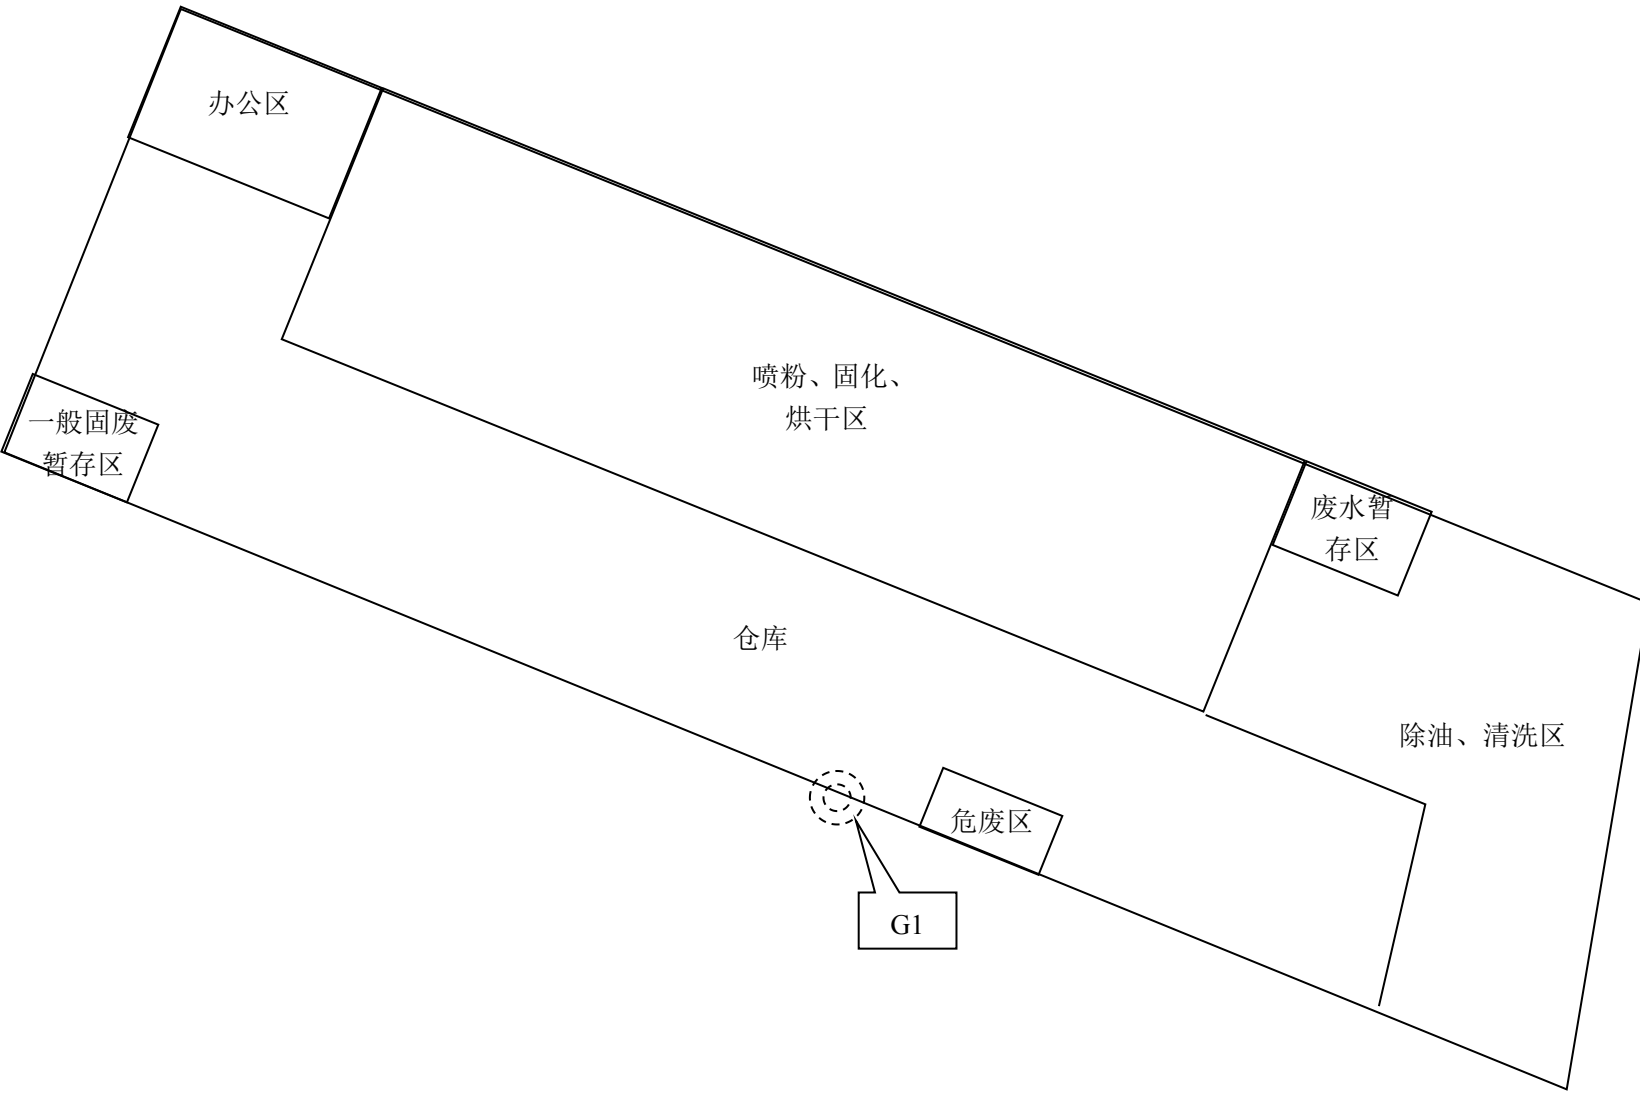 办公区
喷粉、固化、
烘干区
一般固废
暂存区
废水暂
存区
仓库
除油、清洗区
危废区
G1